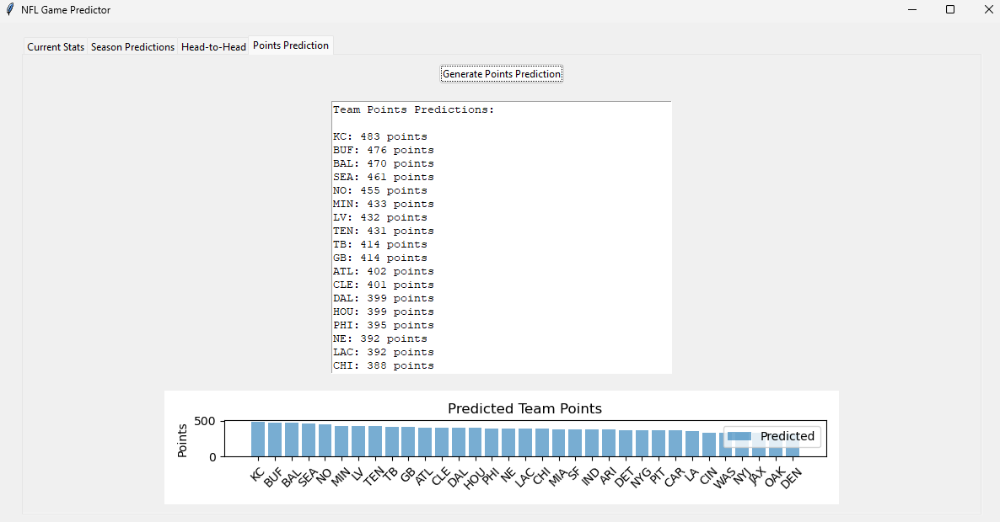 NFL Game Predictor
Current Stats Season Predictions Head-to-Head Points Prediction
Generate Points Prediction
Team Points Predictions:
KC: 483 points
BUF: 476 points
BAL: 470 points
SEA: 461 points
NO: 455 points
MIN: 433 points
LV: 432 points
TEN: 431 points
TB: 414 points
GB: 414 points
ATL: 402 points
CLE: 401 points
DAL: 399 points
HOU: 399 points
PHI: 395 points
NE: 392 points
LAC: 392 points
CHI: 388 points
Predicted Team Points
Points
500
0
Predicted
KC BUF BAL SEA NO MIN LV TEN TB GB ATL CLE DAL HOU PHI NE LAC CHI MIA SF IND ARI DET NYG PIT CAR LA CIN WAS NYJ JAX OAK DEN